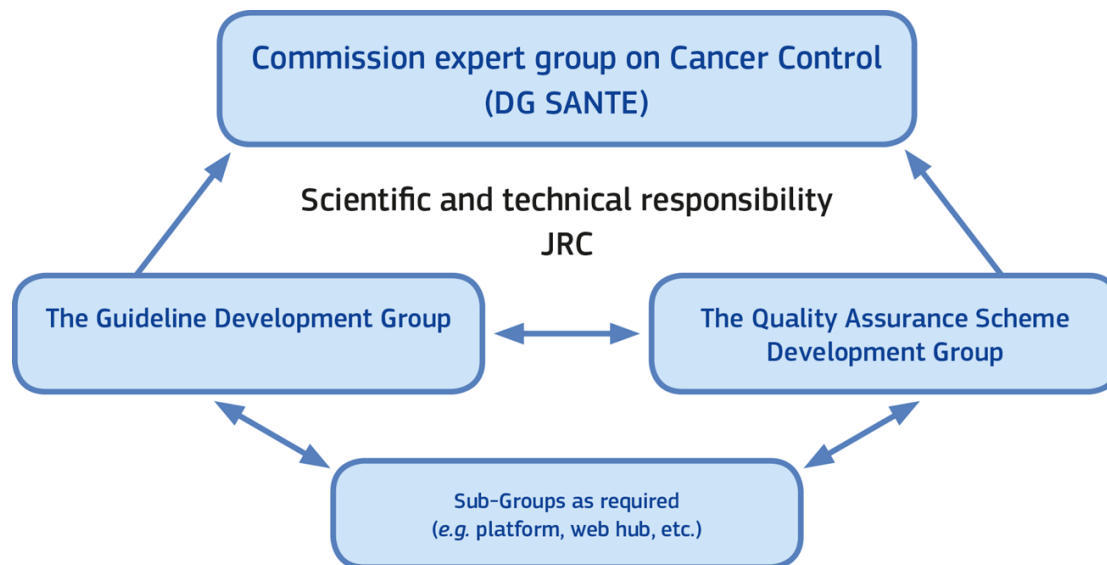 Commission expert group on Cancer Control
(DG SANTE)
Scientific and technical responsibility
JRC
The Guideline Development Group
The Quality Assurance Scheme
Development Group
Sub-Groups as required
(e.g. platform, web hub, etc.)